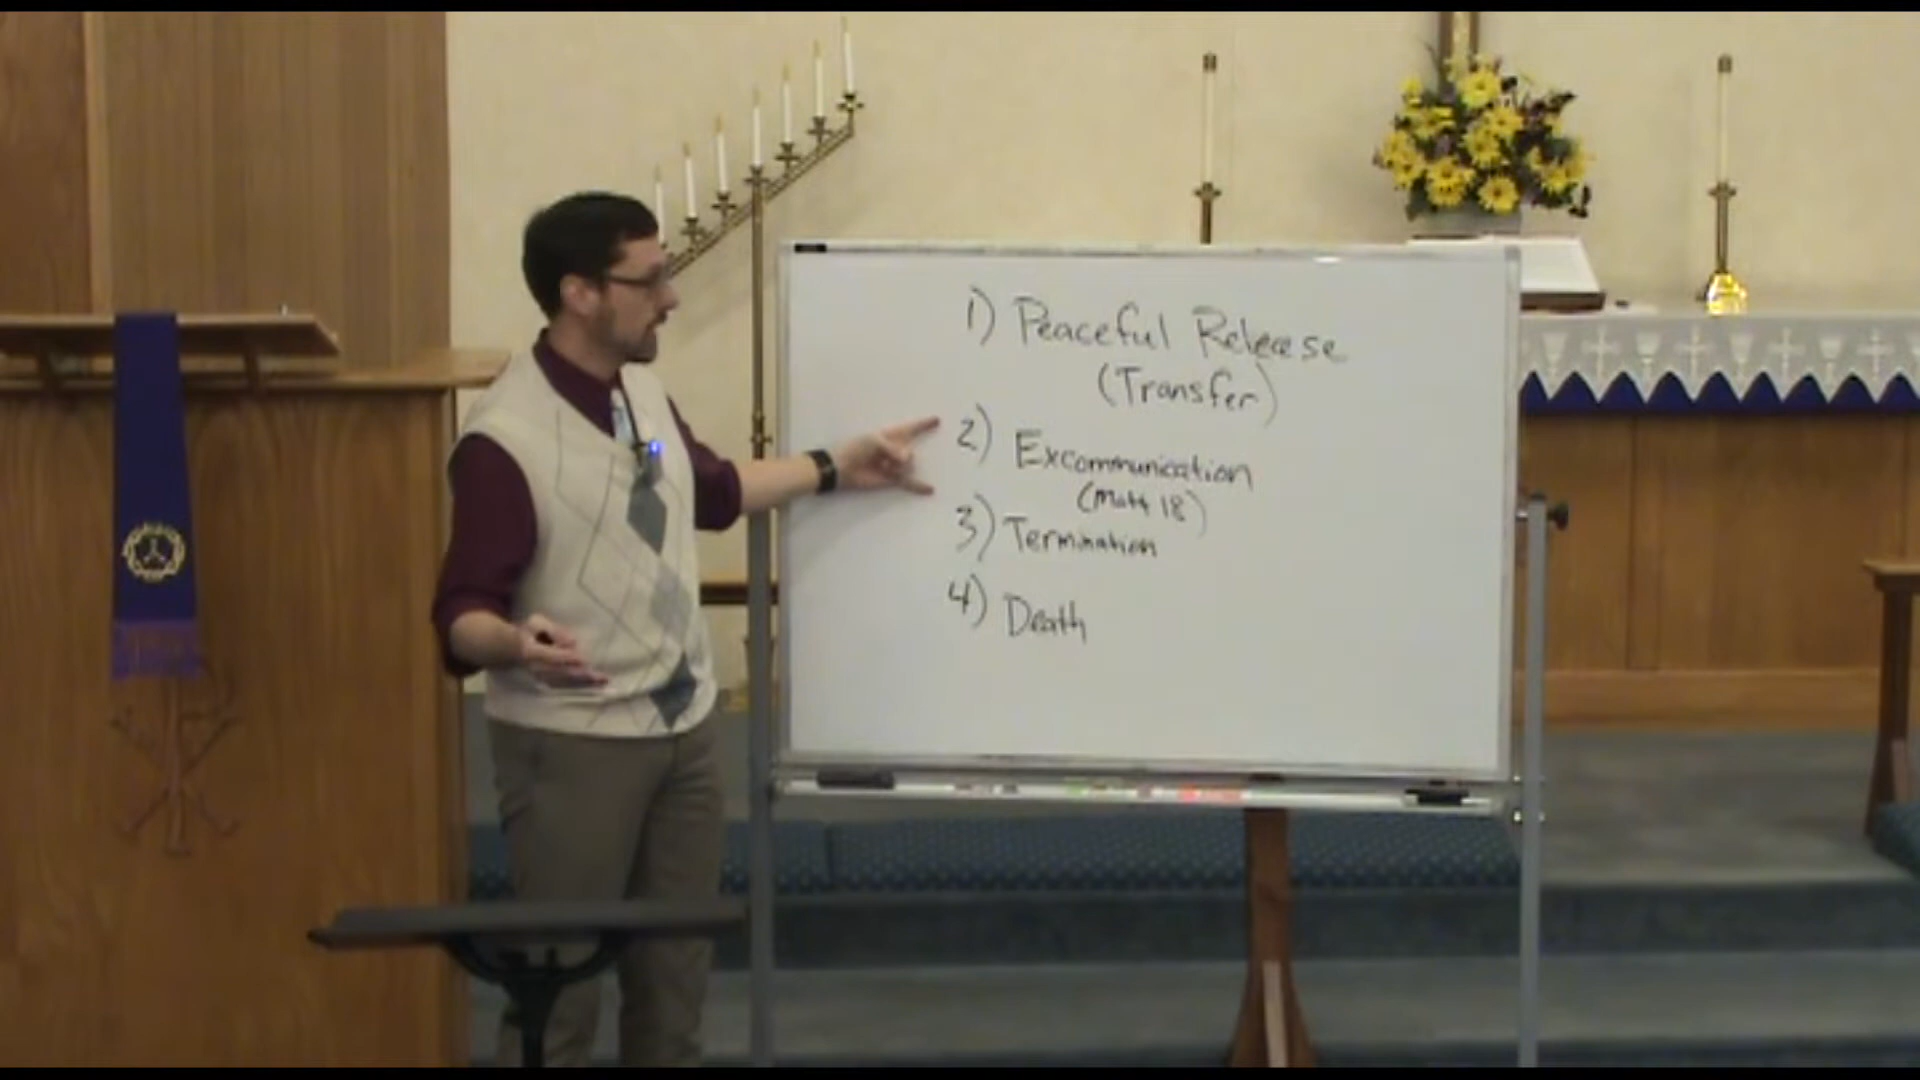 1) Peaceful Release
(Transfer)
2) Excommunication
(Matt 18)
3) Termination
4) Death